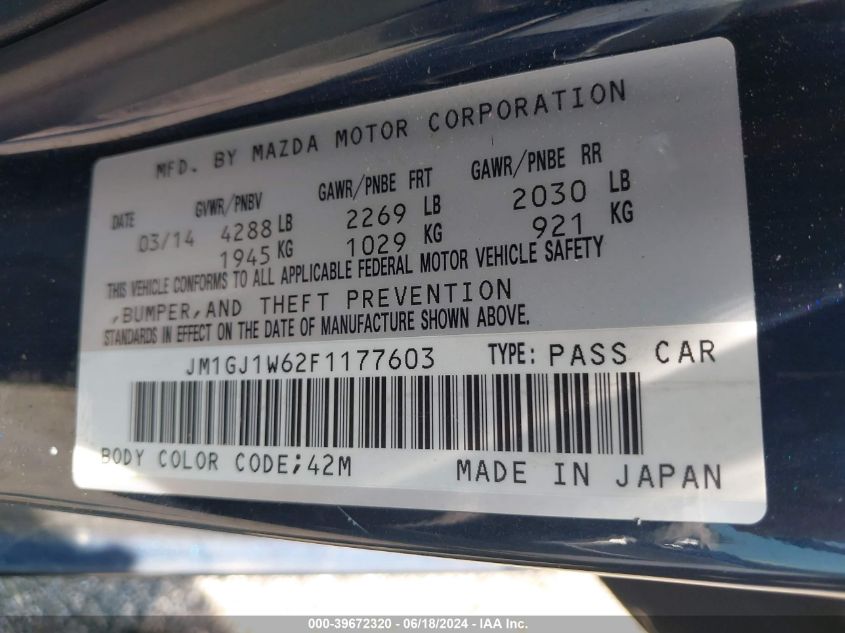 MFD. BY MAZDA MOTOR CORPORATION
DATE GVWR/PNBV GAWR/PNBE FRT GAWR/PNBE RR
03/14 4288 LB 2269 LB 2030 LB
1945 KG 1029 KG 921 KG
THIS VEHICLE CONFORMS TO ALL APPLICABLE FEDERAL MOTOR VEHICLE SAFETY
,BUMPER,AND THEFT PREVENTION
STANDARDS IN EFFECT ON THE DATE OF MANUFACTURE SHOWN ABOVE.
JM1GJ1W62F1177603 TYPE: PASS CAR
BODY COLOR CODE;42M MADE IN JAPAN
000-39672320 - 06/18/2024 - IAA Inc.